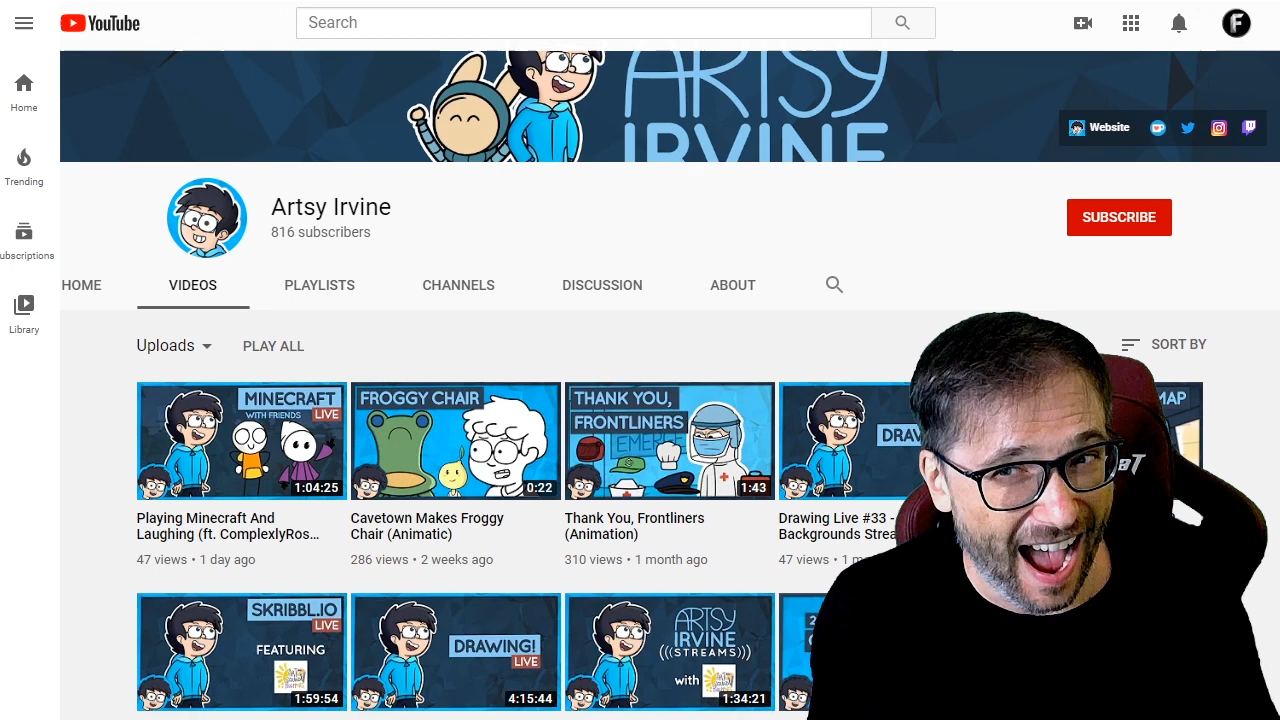 YouTube
Search
F
Home
Trending
ubscriptions
Library
ARTSY
IRVINE
Website
Artsy Irvine
816 subscribers
SUBSCRIBE
HOME
VIDEOS
PLAYLISTS
CHANNELS
DISCUSSION
ABOUT
Uploads
PLAY ALL
SORT BY
MINECRAFT
WITH FRIENDS
LIVE
1:04:25
FROGGY CHAIR
0:22
THANK YOU,
FRONTLINERS
1:43
DRAW
MAP
Playing Minecraft And
Laughing (ft. ComplexlyRos...
47 views • 1 day ago
Cavetown Makes Froggy
Chair (Animatic)
286 views • 2 weeks ago
Thank You, Frontliners
(Animation)
310 views • 1 month ago
Drawing Live #33 -
Backgrounds Strea
47 views • 1 m
SKRIBBL.IO
LIVE
FEATURING
1:59:54
DRAWING!
LIVE
4:15:44
ARTSY
IRVINE
(((STREAMS)))
with
1:34:21